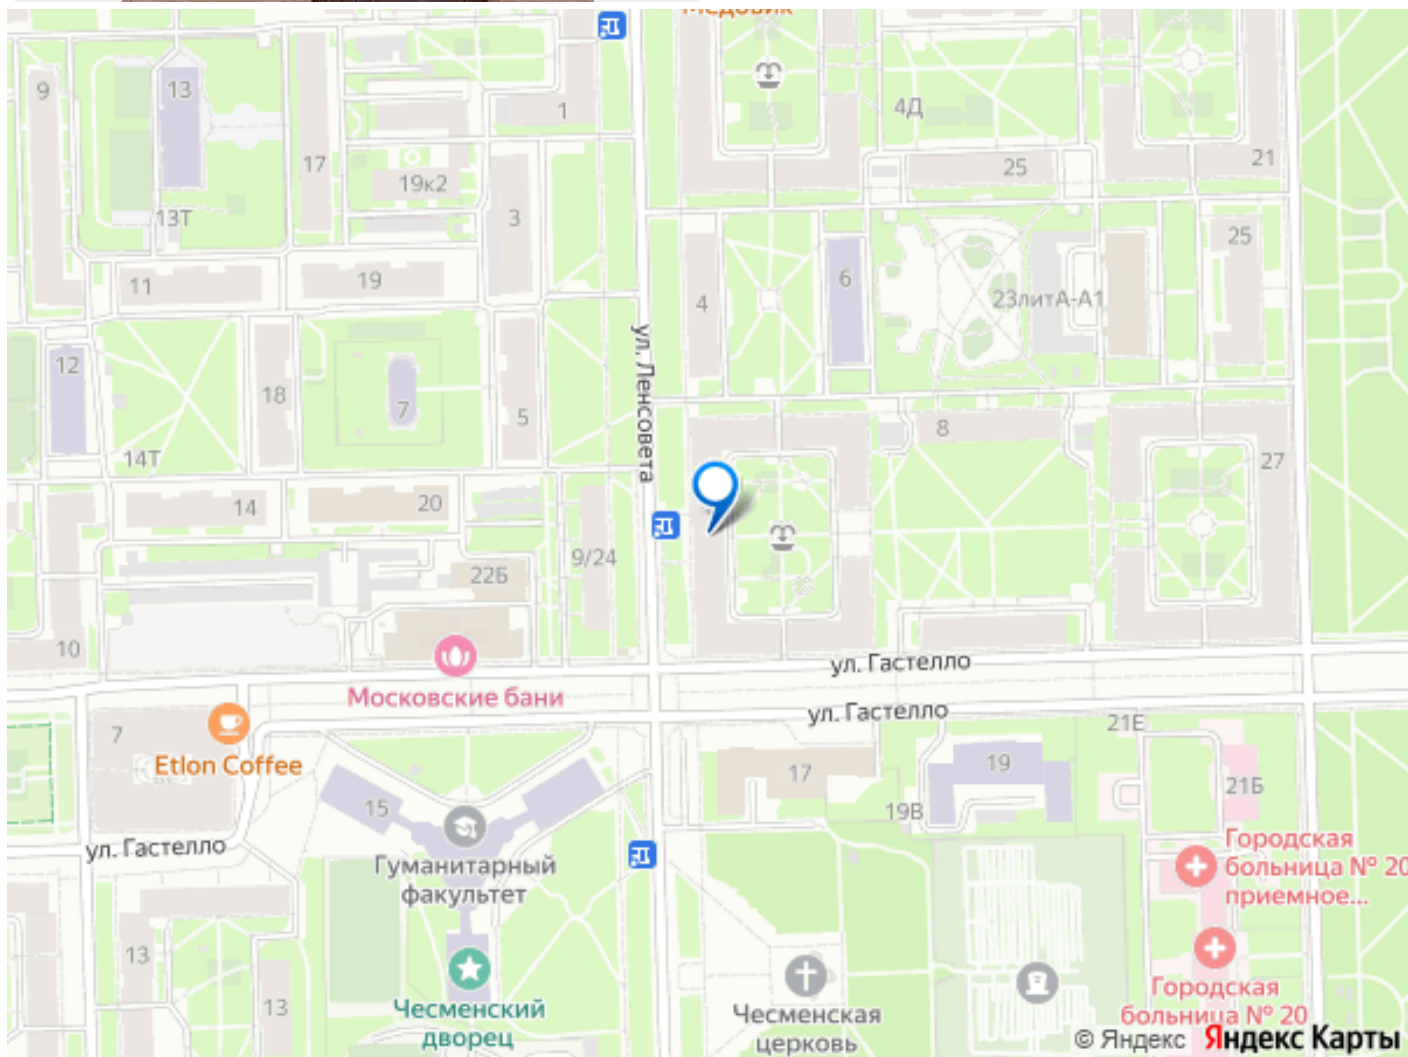 Медовик
9
13
17
1
19к2
4Д
25
21
13Т
3
11
19
4
6
23литА-А1
25
ул. Ленсовета
12
18
7
5
8
14Т
14
20
27
9/24
22Б
10
Московские бани
ул. Гастелло
ул. Гастелло
7
Etlon Coffee
15
17
19
21Е
21Б
19В
ул. Гастелло
Гуманитарный
факультет
Городская
больница № 20
приемное...
13
13
Чесменский
дворец
Чесменская
церковь
Городская
больница № 20
© Яндекс Яндекс Карты